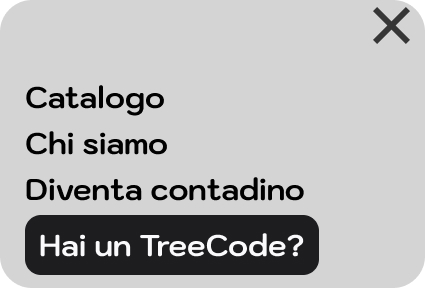 Catalogo
Chi siamo
Diventa contadino
Hai un TreeCode?